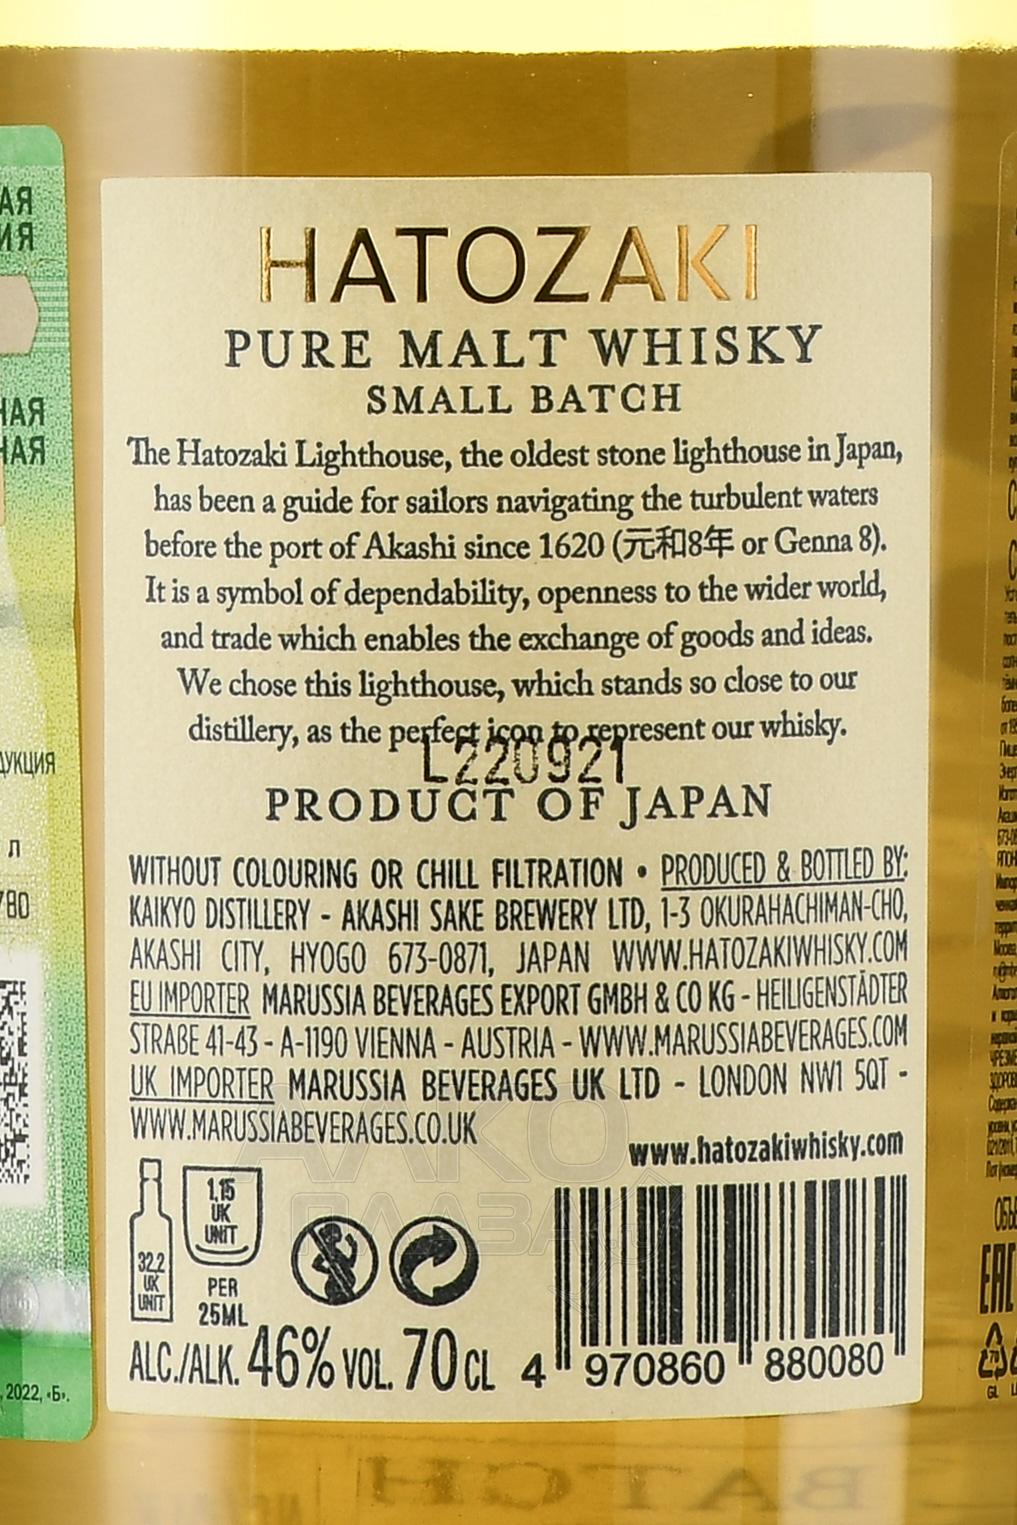 HATOZAKI
PURE MALT WHISKY
SMALL BATCH
The Hatozaki Lighthouse, the oldest stone lighthouse in Japan,
has been a guide for sailors navigating the turbulent waters
before the port of Akashi since 1620 (元和8年 or Genna 8).
It is a symbol of dependability, openness to the wider world,
and trade which enables the exchange of goods and ideas.
We chose this lighthouse, which stands so close to our
distillery, as the perfect icon to represent our whisky.
L220921
PRODUCT OF JAPAN
WITHOUT COLOURING OR CHILL FILTRATION • PRODUCED & BOTTLED BY:
KAIKYO DISTILLERY - AKASHI SAKE BREWERY LTD, 1-3 OKURAHACHIMAN-CHO,
AKASHI CITY, HYOGO 673-0871, JAPAN WWW.HATOZAKIWHISKY.COM
EU IMPORTER MARUSSIA BEVERAGES EXPORT GMBH & CO KG - HEILIGENSTÄDTER
STRAßE 41-43 - A-1190 VIENNA - AUSTRIA - WWW.MARUSSIABEVERAGES.COM
UK IMPORTER MARUSSIA BEVERAGES UK LTD - LONDON NW1 5QT -
WWW.MARUSSIABEVERAGES.CO.UK
www.hatozakiwhisky.com
1,15
UK
UNIT
PER
25ML
32.2
UK
UNIT
ALC./ALK. 46% VOL. 70 CL
4 970860 880080
АЛКО
ПЛАЗА
ДУКЦИЯ
Л
2022, «Б».
EAC
GL
BATCH